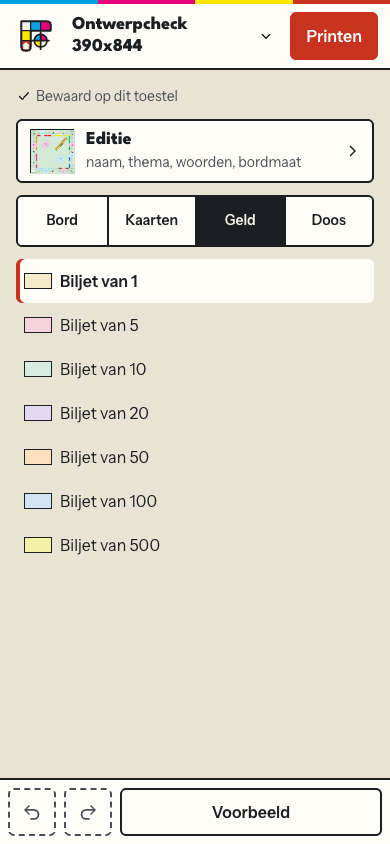 Ontwerpcheck
390x844
Printen
Bewaard op dit toestel
Editie
naam, thema, woorden, bordmaat
Bord
Kaarten
Geld
Doos
Biljet van 1
Biljet van 5
Biljet van 10
Biljet van 20
Biljet van 50
Biljet van 100
Biljet van 500
Voorbeeld